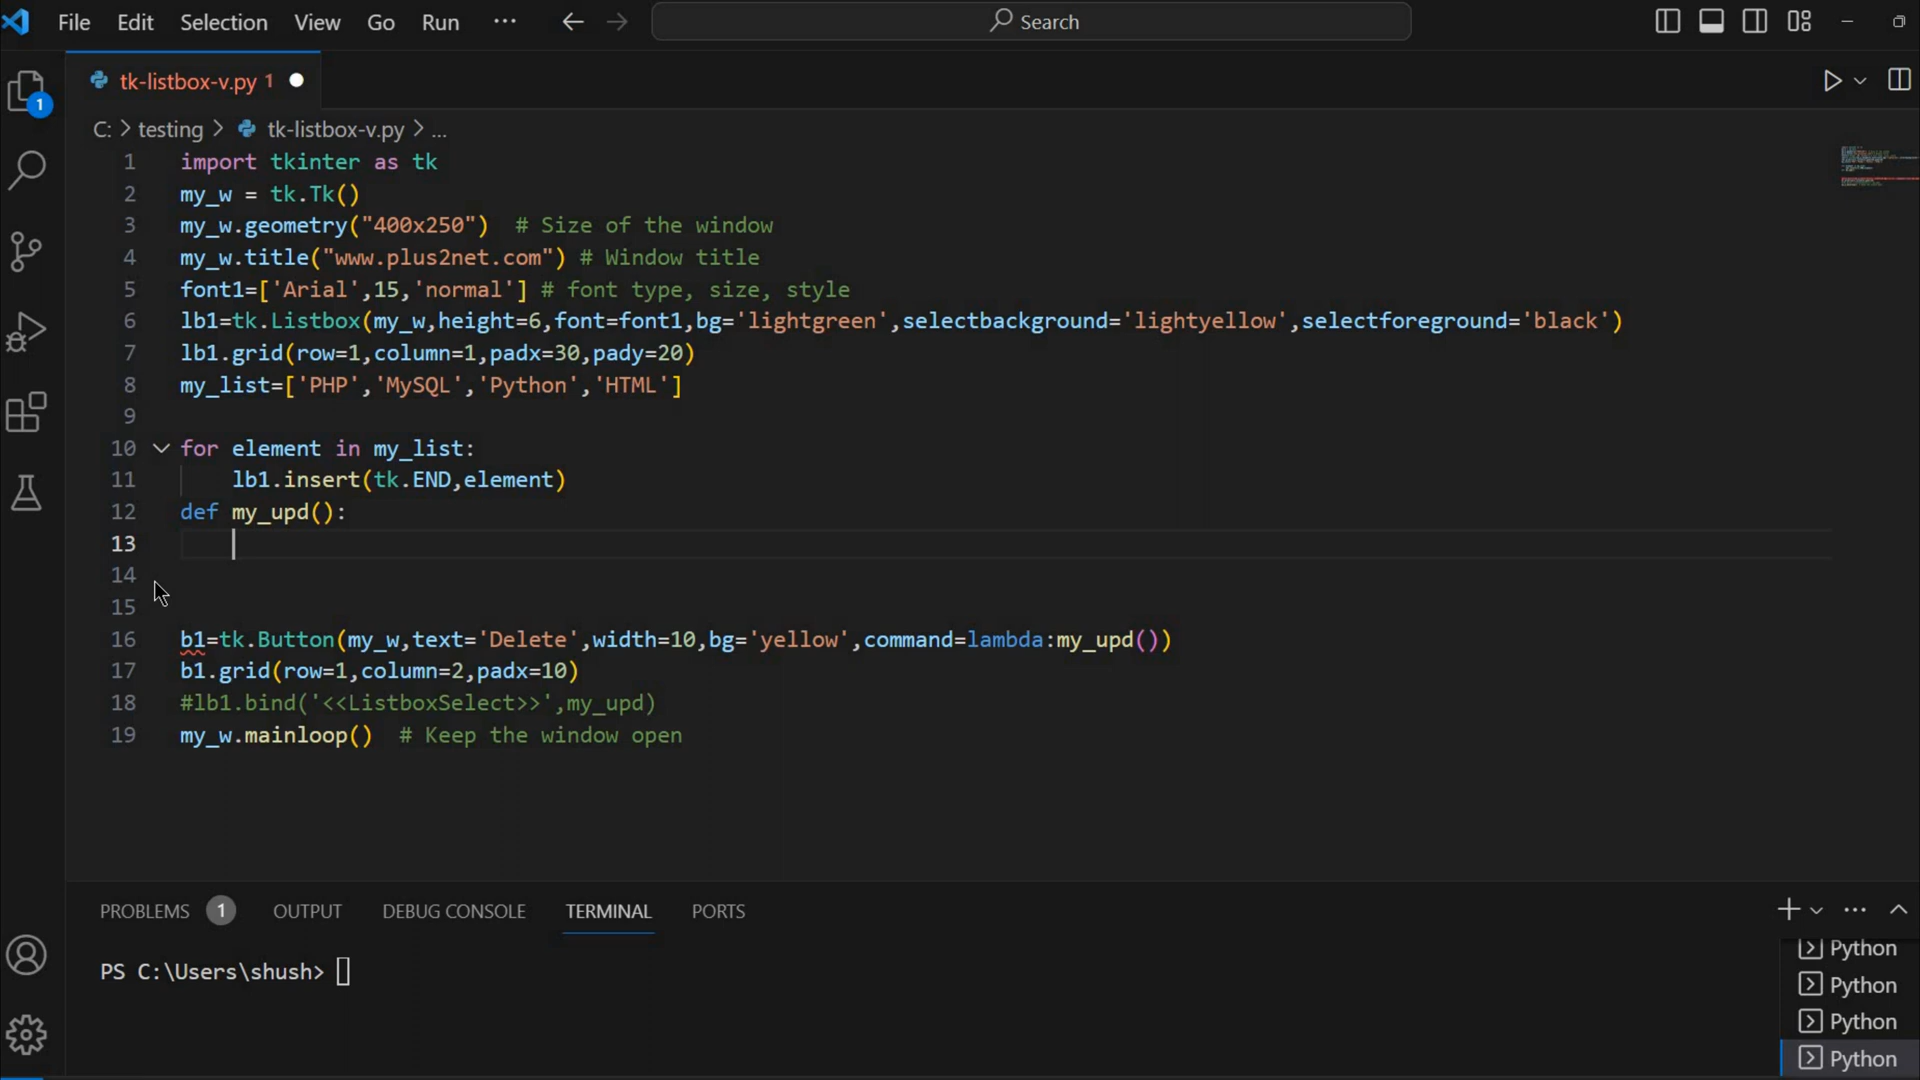 File Edit Selection View Go Run ··· Search
tk-listbox-v.py 1
1
C: > testing > tk-listbox-v.py > ...
1 import tkinter as tk
2 my_w = tk.Tk()
3 my_w.geometry("400x250")  # Size of the window
4 my_w.title("www.plus2net.com") # Window title
5 font1=['Arial',15,'normal'] # font type, size, style
6 lb1=tk.Listbox(my_w,height=6,font=font1,bg='lightgreen',selectbackground='lightyellow',selectforeground='black')
7 lb1.grid(row=1,column=1,padx=30,pady=20)
8 my_list=['PHP','MySQL','Python','HTML']
9
10 for element in my_list:
11     lb1.insert(tk.END,element)
12 def my_upd():
13
14
15
16 b1=tk.Button(my_w,text='Delete',width=10,bg='yellow',command=lambda:my_upd())
17 b1.grid(row=1,column=2,padx=10)
18 #lb1.bind('<<ListboxSelect>>',my_upd)
19 my_w.mainloop()  # Keep the window open
PROBLEMS 1 OUTPUT DEBUG CONSOLE TERMINAL PORTS
PS C:\Users\shush>
Python
Python
Python
Python